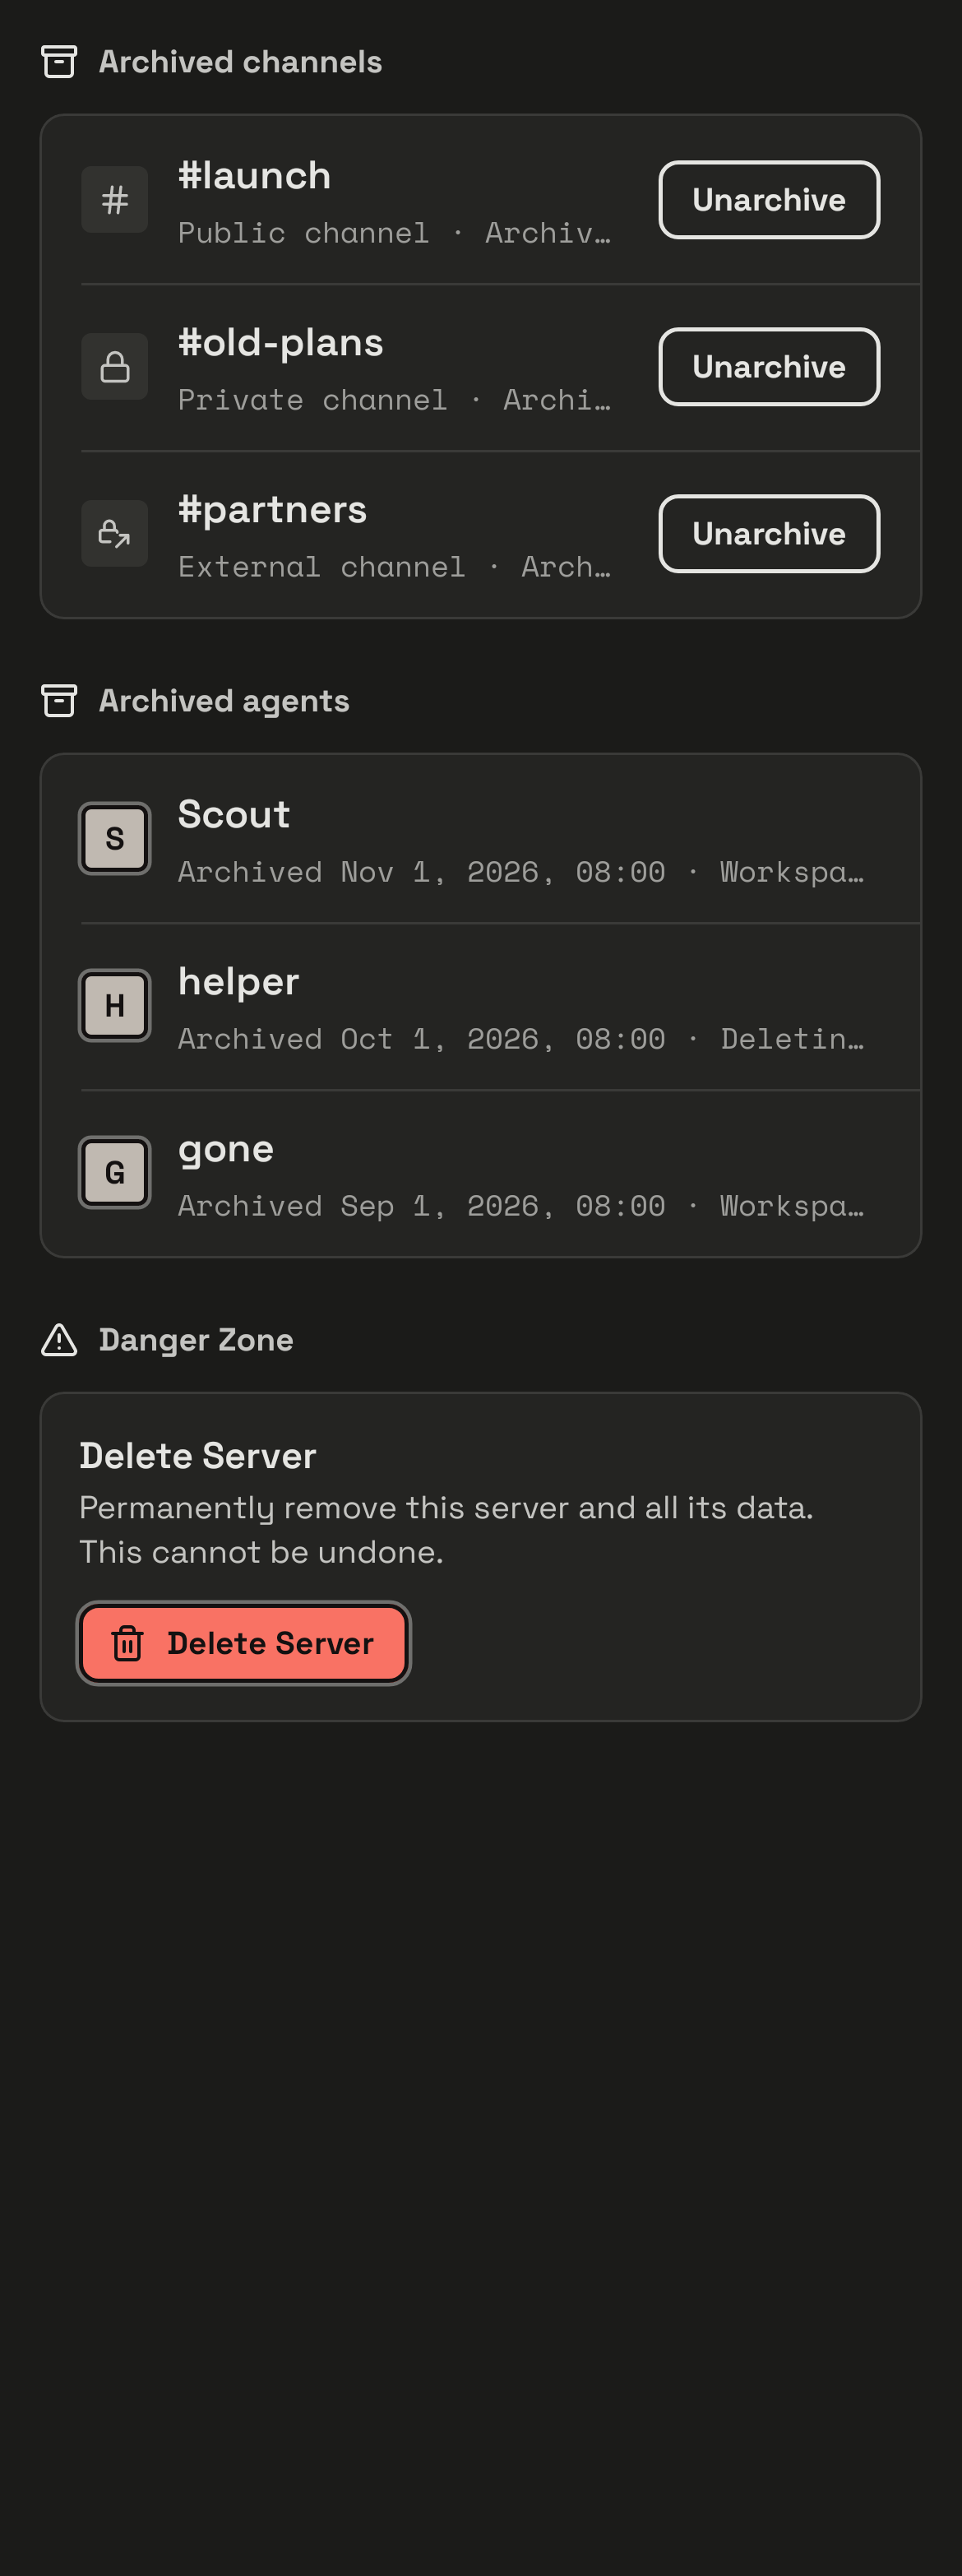 Archived channels
#launch
Public channel · Archiv…
Unarchive
#old-plans
Private channel · Archi…
Unarchive
#partners
External channel · Arch…
Unarchive
Archived agents
S
Scout
Archived Nov 1, 2026, 08:00 · Workspa…
H
helper
Archived Oct 1, 2026, 08:00 · Deletin…
G
gone
Archived Sep 1, 2026, 08:00 · Workspa…
Danger Zone
Delete Server
Permanently remove this server and all its data.
This cannot be undone.
Delete Server